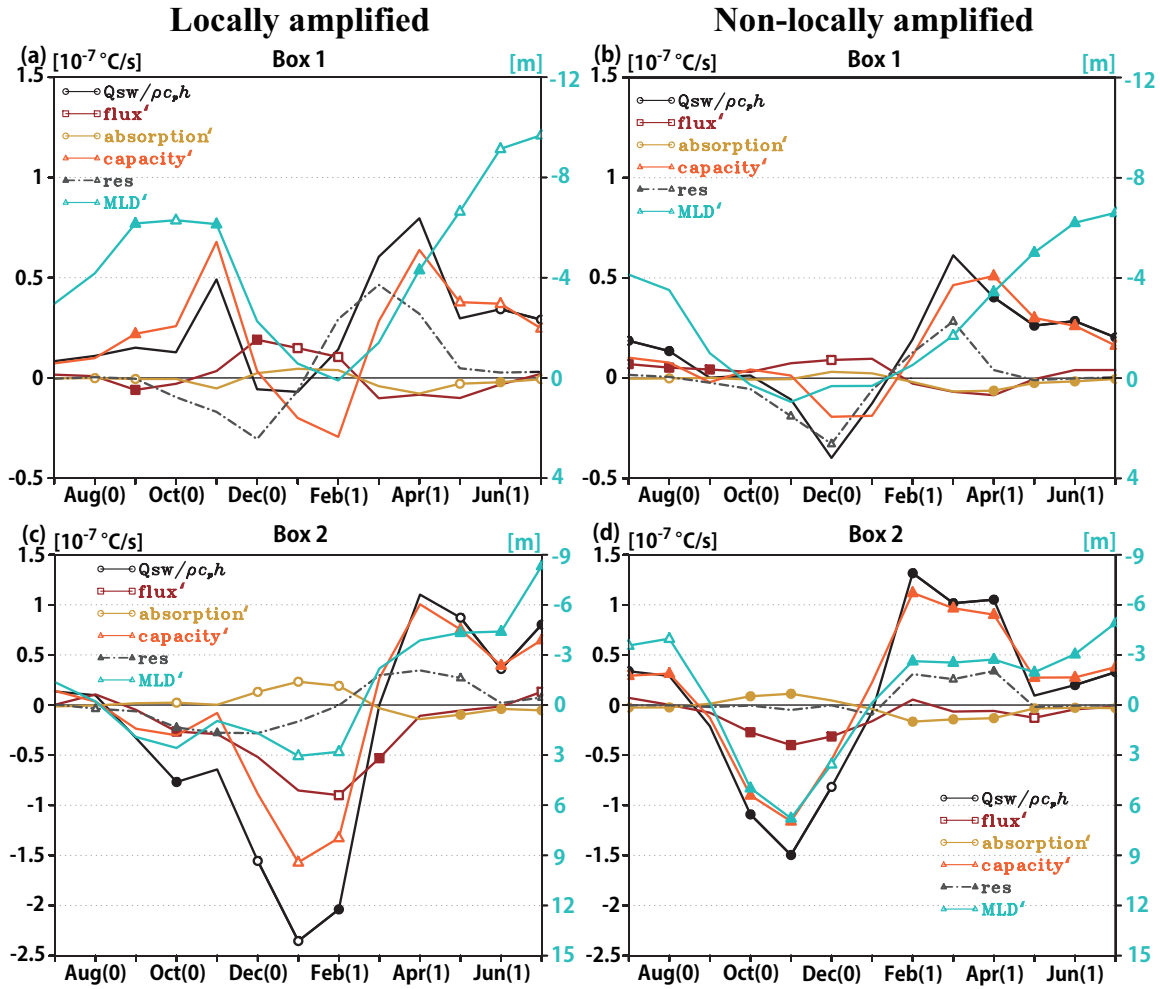 Locally amplified
Non-locally amplified
(a) [10⁻⁷ °C/s] Box 1 [m]
1.5
1
0.5
0
-0.5
-12
-8
-4
0
4
Qsw/ρcₚh
flux′
absorption′
capacity′
res
MLD′
Aug(0) Oct(0) Dec(0) Feb(1) Apr(1) Jun(1)
(b) [10⁻⁷ °C/s] Box 1 [m]
1.5
1
0.5
0
-0.5
-12
-8
-4
0
4
Qsw/ρcₚh
flux′
absorption′
capacity′
res
MLD′
Aug(0) Oct(0) Dec(0) Feb(1) Apr(1) Jun(1)
(c) [10⁻⁷ °C/s] Box 2 [m]
1.5
1
0.5
0
-0.5
-1
-1.5
-2
-2.5
-9
-6
-3
0
3
6
9
12
15
Qsw/ρcₚh
flux′
absorption′
capacity′
res
MLD′
Aug(0) Oct(0) Dec(0) Feb(1) Apr(1) Jun(1)
(d) [10⁻⁷ °C/s] Box 2 [m]
1.5
1
0.5
0
-0.5
-1
-1.5
-2
-2.5
-9
-6
-3
0
3
6
9
12
15
Qsw/ρcₚh
flux′
absorption′
capacity′
res
MLD′
Aug(0) Oct(0) Dec(0) Feb(1) Apr(1) Jun(1)